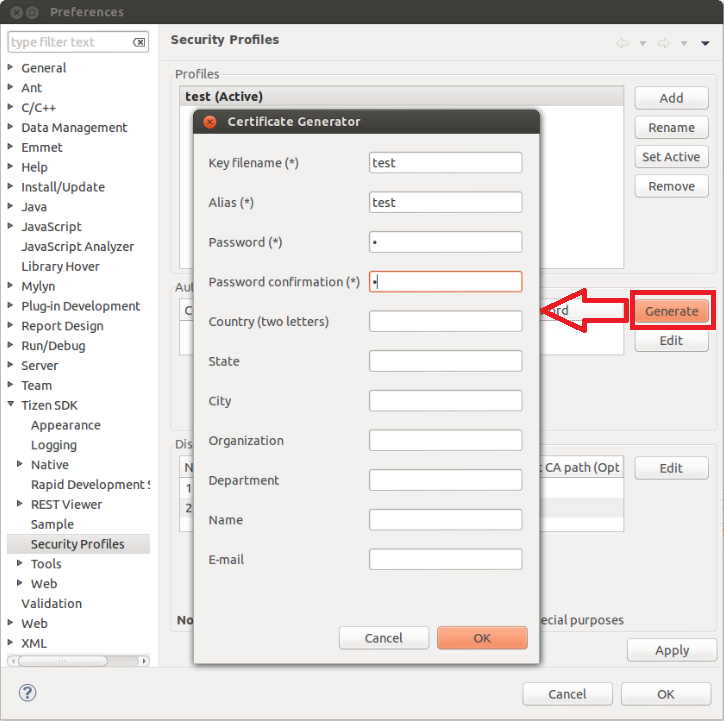 Preferences
type filter text
General
Ant
C/C++
Data Management
Emmet
Help
Install/Update
Java
JavaScript
JavaScript Analyzer
Library Hover
Mylyn
Plug-in Development
Report Design
Run/Debug
Server
Team
Tizen SDK
Appearance
Logging
Native
Rapid Development S
REST Viewer
Sample
Security Profiles
Tools
Web
Validation
Web
XML
Security Profiles
Profiles
test (Active)
Add
Rename
Set Active
Remove
Aut
C
ord
Generate
Edit
Dis
N
t CA path (Opt
1
2
Edit
No
ecial purposes
Apply
Certificate Generator
Key filename (*)
test
Alias (*)
test
Password (*)
•
Password confirmation (*)
•
Country (two letters)
State
City
Organization
Department
Name
E-mail
Cancel
OK
?
Cancel
OK